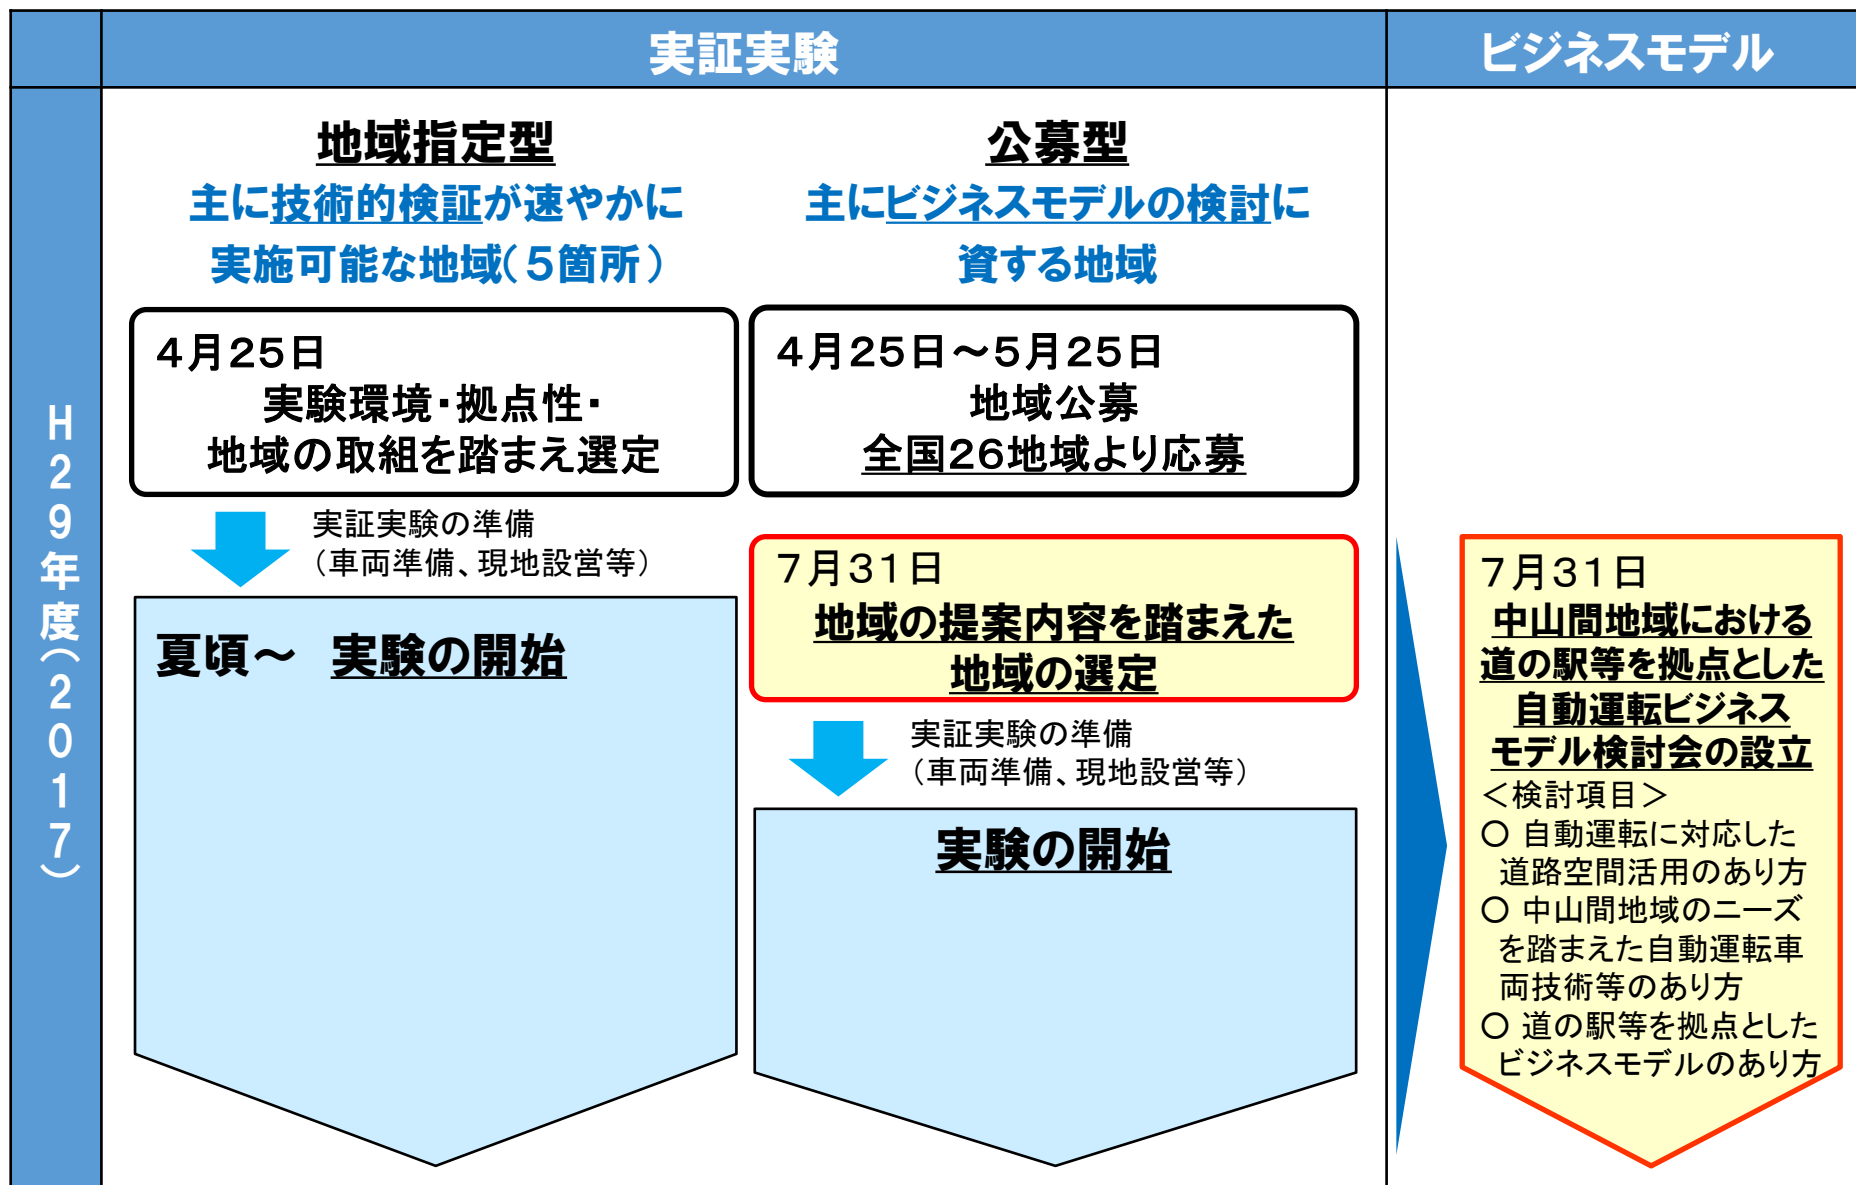 実証実験
ビジネスモデル
H29年度(2017)
地域指定型
主に技術的検証が速やかに
実施可能な地域(5箇所)
4月25日
実験環境・拠点性・
地域の取組を踏まえ選定
実証実験の準備
(車両準備、現地設営等)
夏頃～ 実験の開始
公募型
主にビジネスモデルの検討に
資する地域
4月25日～5月25日
地域公募
全国26地域より応募
7月31日
地域の提案内容を踏まえた
地域の選定
実証実験の準備
(車両準備、現地設営等)
実験の開始
7月31日
中山間地域における
道の駅等を拠点とした
自動運転ビジネス
モデル検討会の設立
＜検討項目＞
○ 自動運転に対応した
道路空間活用のあり方
○ 中山間地域のニーズ
を踏まえた自動運転車
両技術等のあり方
○ 道の駅等を拠点とした
ビジネスモデルのあり方